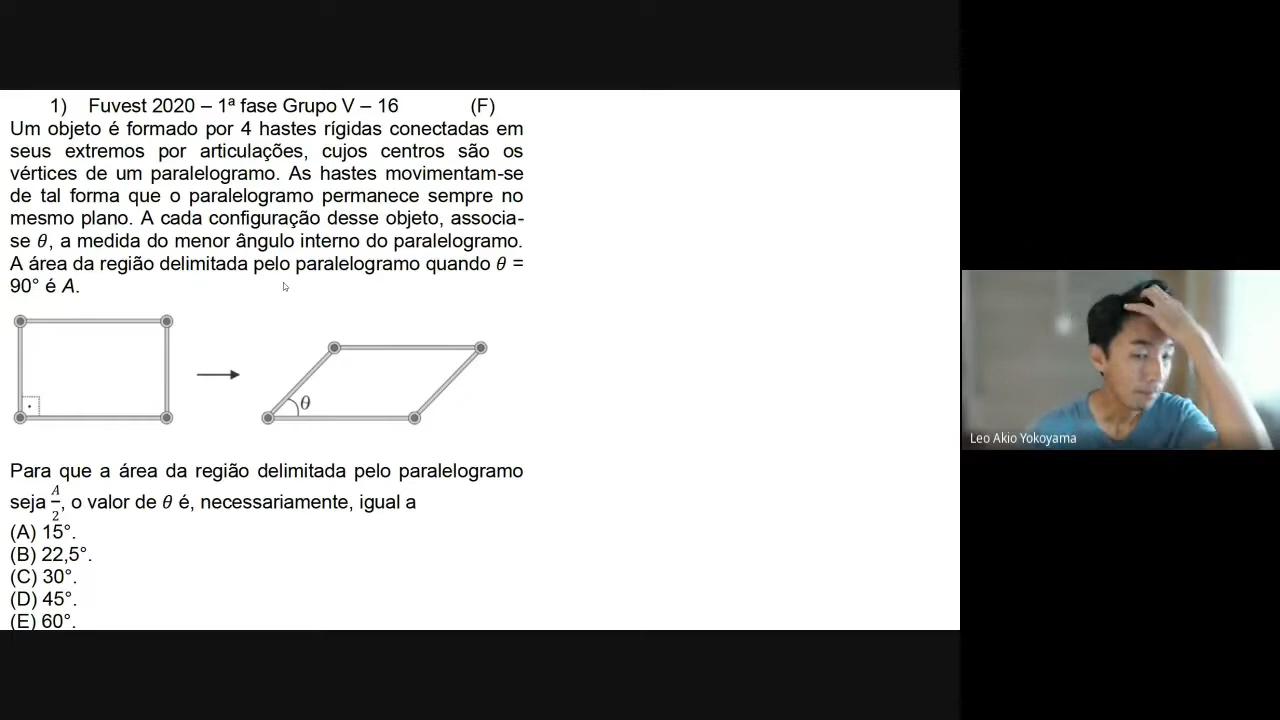 1) Fuvest 2020 – 1ª fase Grupo V – 16 (F)
Um objeto é formado por 4 hastes rígidas conectadas em
seus extremos por articulações, cujos centros são os
vértices de um paralelogramo. As hastes movimentam-se
de tal forma que o paralelogramo permanece sempre no
mesmo plano. A cada configuração desse objeto, associa-
se θ, a medida do menor ângulo interno do paralelogramo.
A área da região delimitada pelo paralelogramo quando θ =
90° é A.
θ
Para que a área da região delimitada pelo paralelogramo
seja A/2, o valor de θ é, necessariamente, igual a
(A) 15°.
(B) 22,5°.
(C) 30°.
(D) 45°.
(E) 60°.
Leo Akio Yokoyama